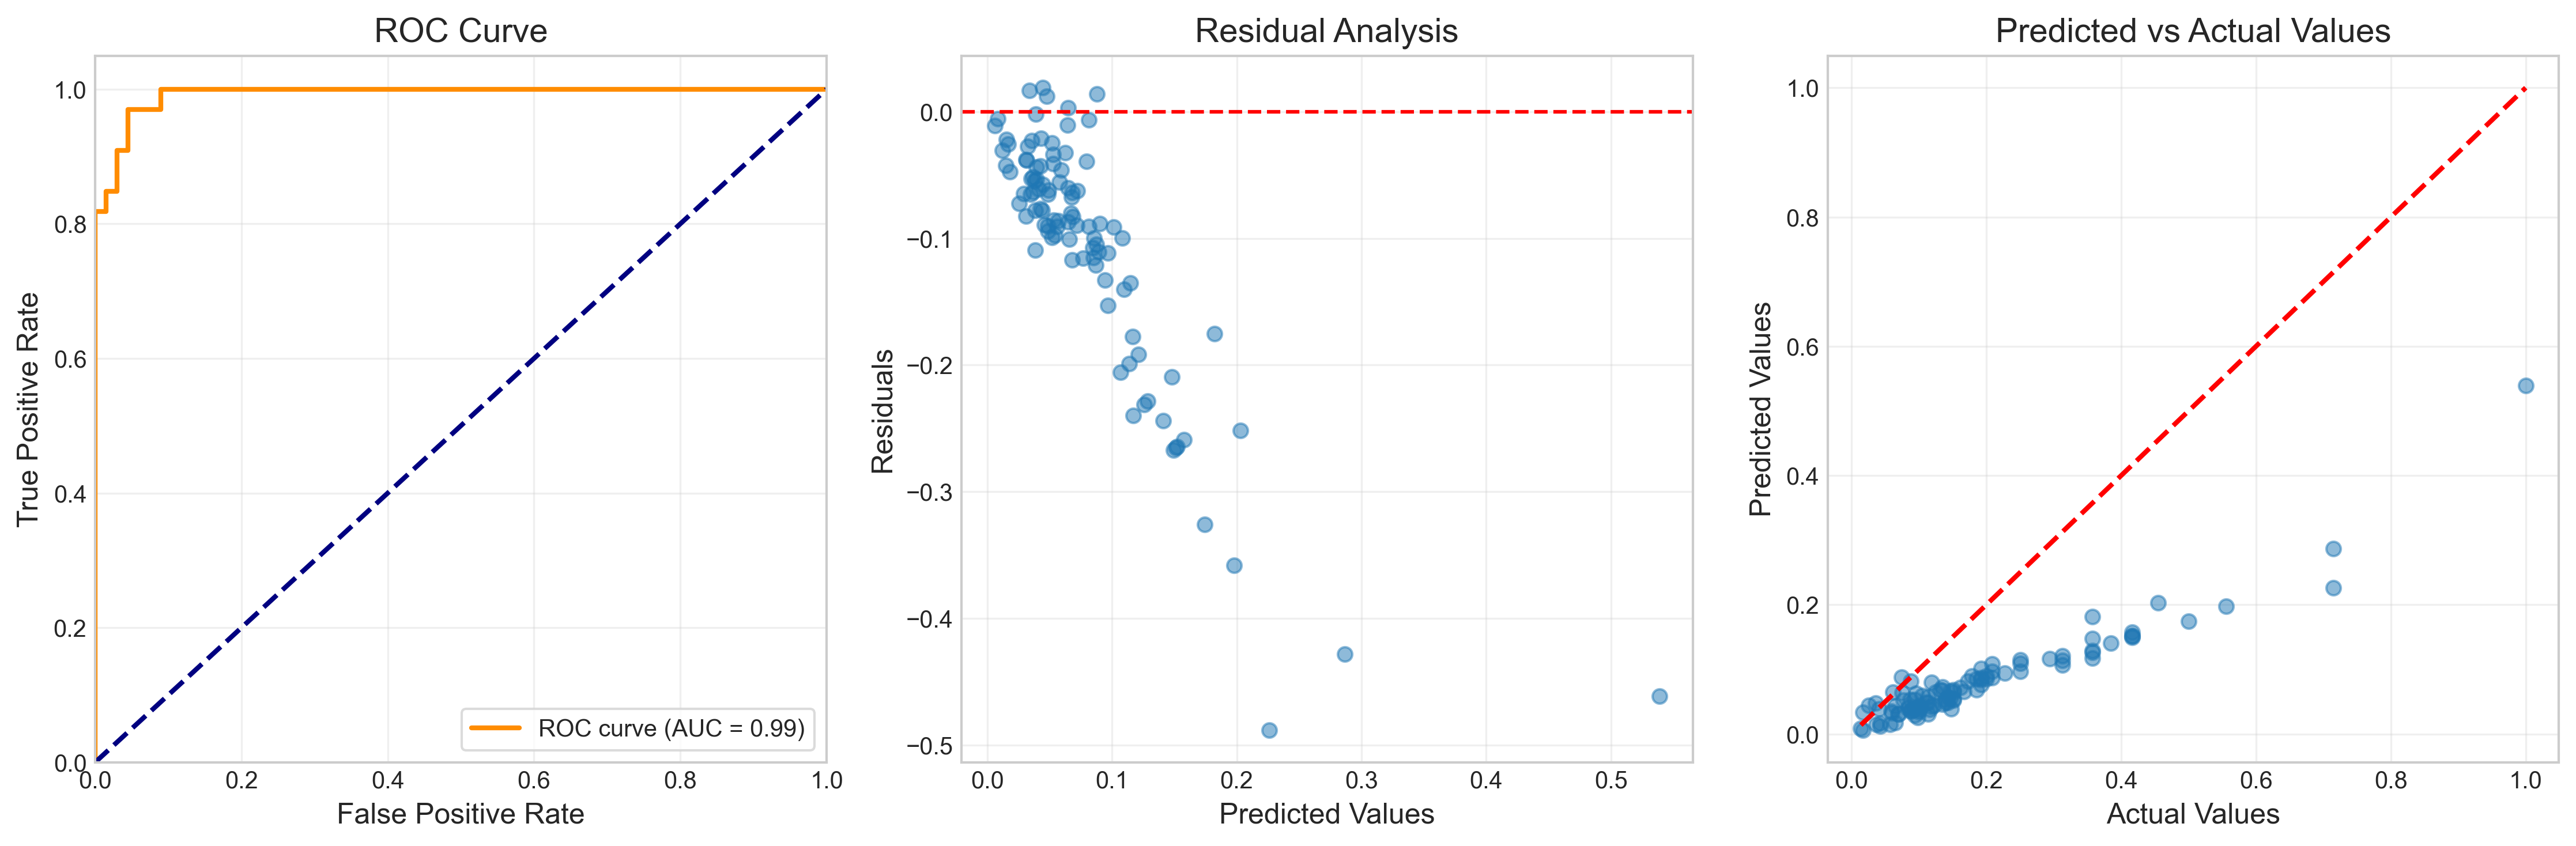 ROC Curve
1.0
0.8
0.6
0.4
0.2
0.0
0.0 0.2 0.4 0.6 0.8 1.0
True Positive Rate
False Positive Rate
ROC curve (AUC = 0.99)
Residual Analysis
0.0
−0.1
−0.2
−0.3
−0.4
−0.5
0.0 0.1 0.2 0.3 0.4 0.5
Residuals
Predicted Values
Predicted vs Actual Values
1.0
0.8
0.6
0.4
0.2
0.0
0.0 0.2 0.4 0.6 0.8 1.0
Predicted Values
Actual Values